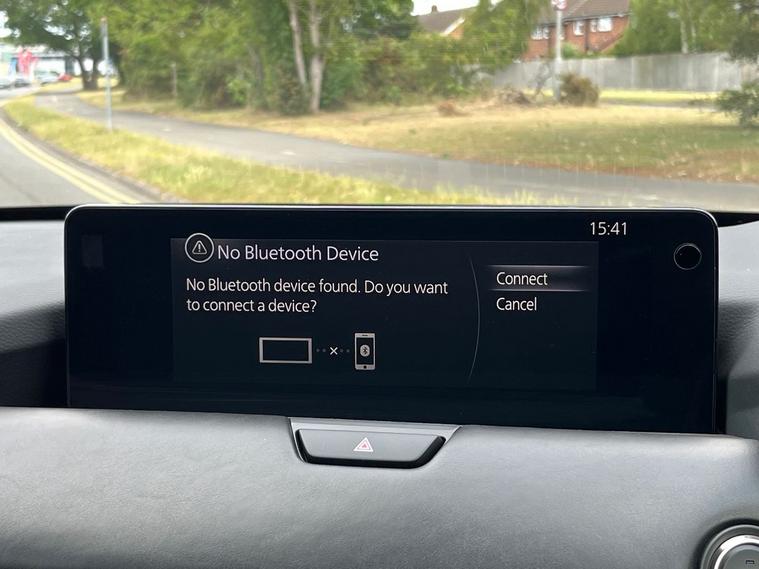 15:41
No Bluetooth Device
No Bluetooth device found. Do you want
to connect a device?
Connect
Cancel